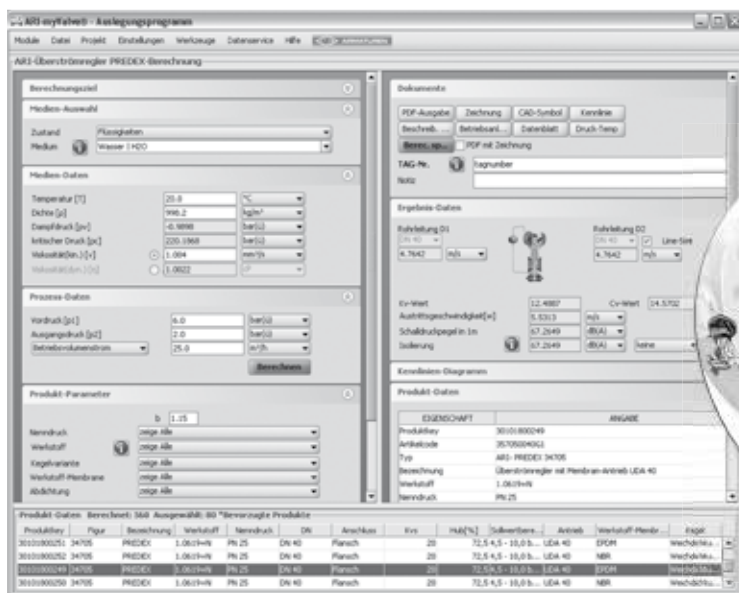 ARI-myValve® - Auslegungsprogramm
Module Datei Projekt Einstellungen Werkzeuge Datenservice Hilfe
ARI-Überströmregler PREDEX-Berechnung
Berechnungsziel
Medien-Auswahl
Zustand Flüssigkeiten
Medium Wasser | H2O
Medien-Daten
Temperatur [T] 20.0 °C
Dichte [ρ] 998.2 kg/m³
Dampfdruck [pv] -0.9898 bar(ü)
kritischer Druck [pc] 220.1968 bar(ü)
Viskosität(kin.) [ν] 1.004 mm²/s
Viskosität(dyn.) [η] 1.0022 cP
Prozess-Daten
Vordruck [p1] 6.0 bar(ü)
Ausgangsdruck [p2] 2.0 bar(ü)
Betriebsvolumenstrom 25.0 m³/h
Berechnen
Produkt-Parameter
b 1.15
Nenndruck zeige Alle
Werkstoff zeige Alle
Kegelvariante zeige Alle
Werkstoff-Membrane zeige Alle
Abdichtung zeige Alle
Dokumente
PDF-Ausgabe Zeichnung CAD-Symbol Kennlinie
Beschreib. ... Betriebsanl... Datenblatt Druck-Temp
Berec. sp... PDF mit Zeichnung
TAG-Nr. tagnumber
Notiz
Ergebnis-Daten
Rohrleitung D1 Rohrleitung D2
DN 40 DN 40 Line-Size
4.7642 m/s 4.7642 m/s
Kv-Wert 12.4887 Cv-Wert 14.5702
Austrittsgeschwindigkeit[w] 5.5313 m/s
Schalldruckpegel in 1m 67.2649 dB(A)
Isolierung 67.2649 dB(A) keine
Kennlinien-Diagramm
Produkt-Daten
EIGENSCHAFT ANGABE
Produktkey 30101800249
Artikelcode
Typ ARI- PREDEX 34705
Bezeichnung Überströmregler mit Membran-Antrieb UDA 40
Werkstoff 1.0619+N
Nenndruck PN 25
Produkt-Daten Berechnet: 360 Ausgewählt: 80 *Bevorzugte Produkte
Produktkey Figur Bezeichnung Werkstoff Nenndruck DN Anschluss Kvs Hub[%] Sollwertbere... Antrieb Werkstoff-Membr... Kegel
30101800251 34705 PREDEX 1.0619+N PN 25 DN 40 Flansch 20 72,5 4,5 - 10,0 b... UDA 40 EPDM Weichdichtu...
30101800252 34705 PREDEX 1.0619+N PN 25 DN 40 Flansch 20 72,5 4,5 - 10,0 b... UDA 40 NBR Weichdichtu...
30101800249 34705 PREDEX 1.0619+N PN 25 DN 40 Flansch 20 72,5 4,5 - 10,0 b... UDA 40 EPDM Weichdichtu...
30101800250 34705 PREDEX 1.0619+N PN 25 DN 40 Flansch 20 72,5 4,5 - 10,0 b... UDA 40 NBR Weichdichtu...